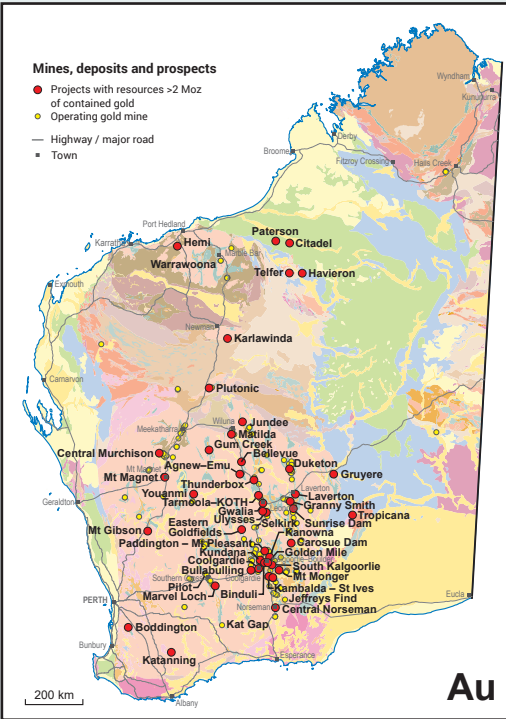 Mines, deposits and prospects
Projects with resources >2 Moz
of contained gold
Operating gold mine
Highway / major road
Town
Wyndham
Kununurra
Derby
Broome
Fitzroy Crossing
Halls Creek
Port Hedland
Paterson
Karratha
Hemi
Citadel
Marble Bar
Warrawoona
Telfer
Havieron
Exmouth
Newman
Karlawinda
Carnarvon
Plutonic
Meekatharra
Wiluna
Jundee
Matilda
Gum Creek
Central Murchison
Bellevue
Agnew–Emu
Duketon
Mt Magnet
Mt Magnet
Gruyere
Thunderbox
Youanmi
Laverton
Laverton
Tarmoola–KOTH
Granny Smith
Geraldton
Gwalia
Leonora
Tropicana
Ulysses
Sunrise Dam
Mt Gibson
Eastern
Goldfields
Selkirk
Kanowna
Paddington – Mt Pleasant
Carosue Dam
Kundana
Golden Mile
Coolgardie
South Kalgoorlie
Bullabulling
Mt Monger
Southern Cross
Coolgardie
Pilot
Kambalda – St Ives
Marvel Loch
Binduli
Jeffreys Find
PERTH
Norseman
Central Norseman
Eucla
Boddington
Kat Gap
Bunbury
Katanning
Esperance
Albany
200 km
Au